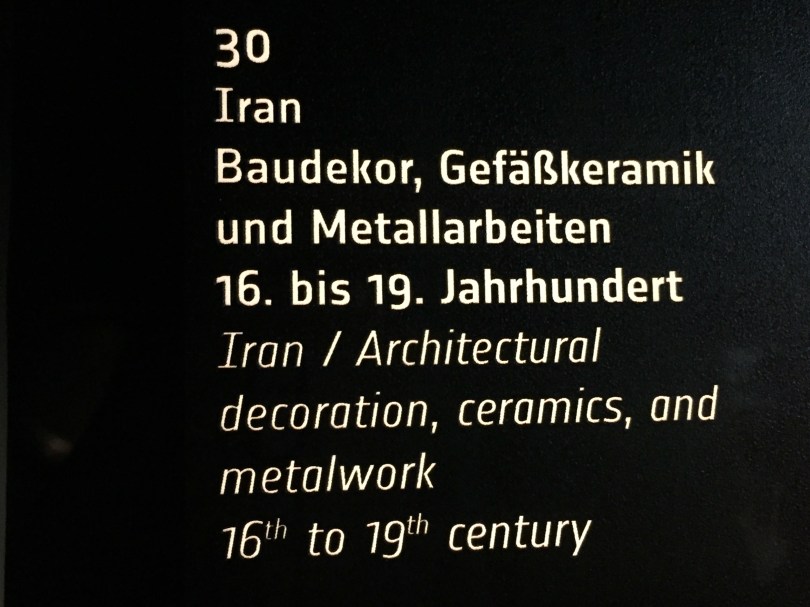 30
Iran
Baudekor, Gefäßkeramik
und Metallarbeiten
16. bis 19. Jahrhundert
Iran / Architectural
decoration, ceramics, and
metalwork
16th to 19th century